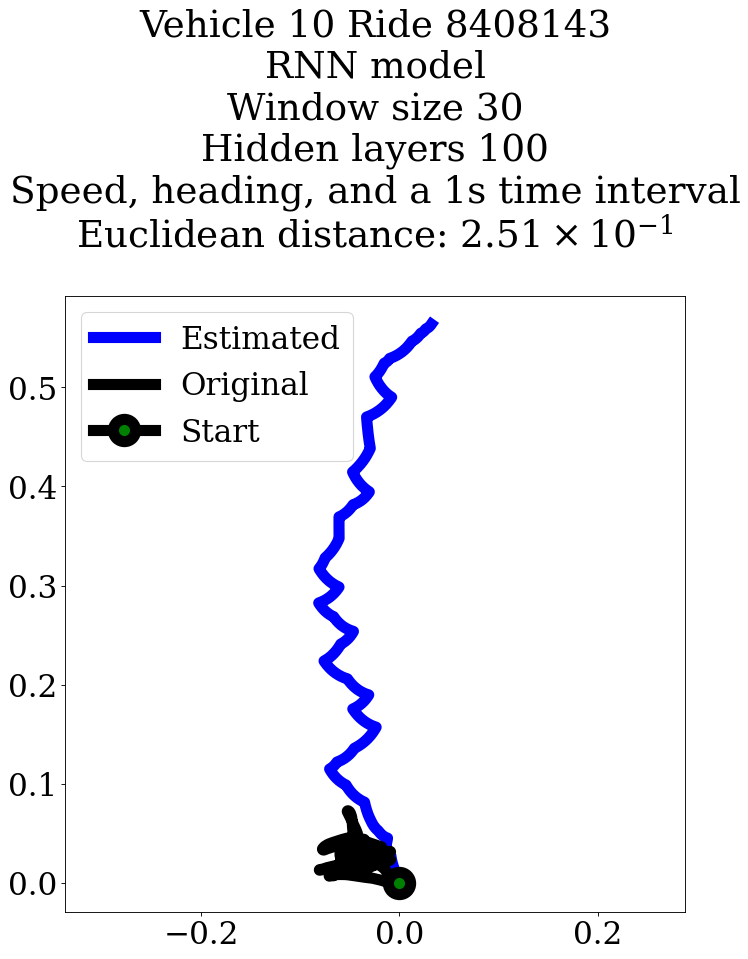 Vehicle 10 Ride 8408143
RNN model
Window size 30
Hidden layers 100
Speed, heading, and a 1s time interval
Euclidean distance: 2.51 × 10⁻¹
Estimated
Original
Start
0.5
0.4
0.3
0.2
0.1
0.0
−0.2 0.0 0.2